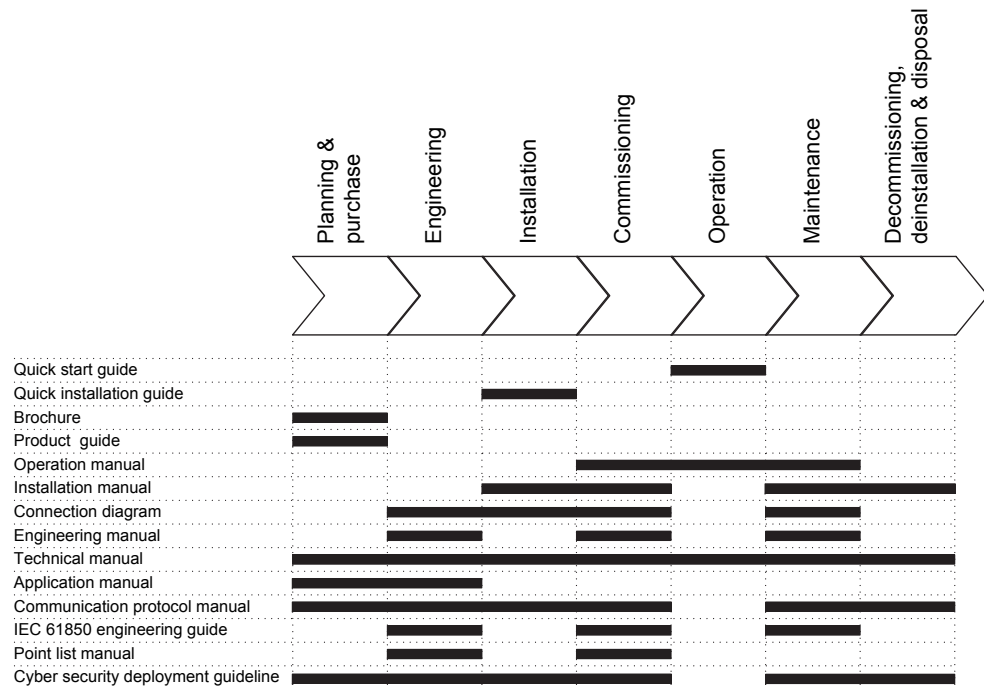 Planning &
purchase
Engineering
Installation
Commissioning
Operation
Maintenance
Decommissioning,
deinstallation & disposal
Quick start guide
Quick installation guide
Brochure
Product guide
Operation manual
Installation manual
Connection diagram
Engineering manual
Technical manual
Application manual
Communication protocol manual
IEC 61850 engineering guide
Point list manual
Cyber security deployment guideline